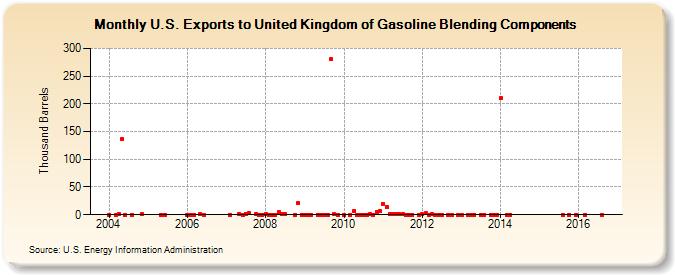 Monthly U.S. Exports to United Kingdom of Gasoline Blending Components
Thousand Barrels
300
250
200
150
100
50
0
2004 2006 2008 2010 2012 2014 2016
Source: U.S. Energy Information Administration